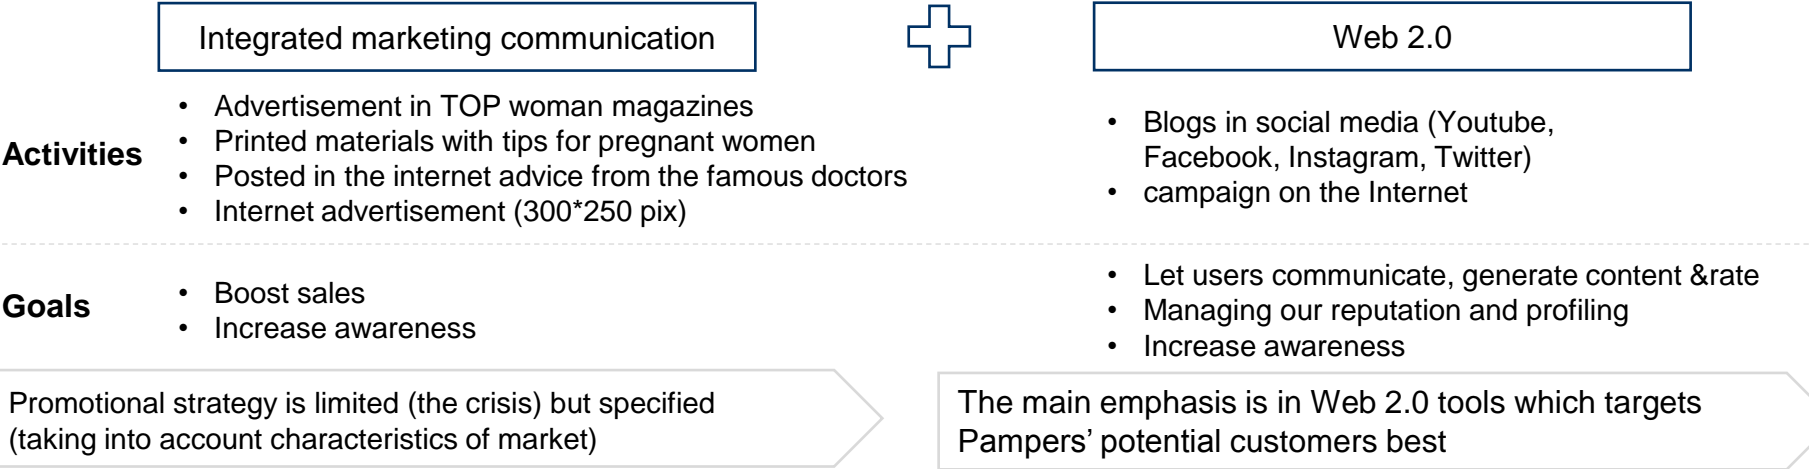 Integrated marketing communication
Web 2.0
Activities
• Advertisement in TOP woman magazines
• Printed materials with tips for pregnant women
• Posted in the internet advice from the famous doctors
• Internet advertisement (300*250 pix)
• Blogs in social media (Youtube,
Facebook, Instagram, Twitter)
• campaign on the Internet
Goals
• Boost sales
• Increase awareness
• Let users communicate, generate content &rate
• Managing our reputation and profiling
• Increase awareness
Promotional strategy is limited (the crisis) but specified
(taking into account characteristics of market)
The main emphasis is in Web 2.0 tools which targets
Pampers’ potential customers best